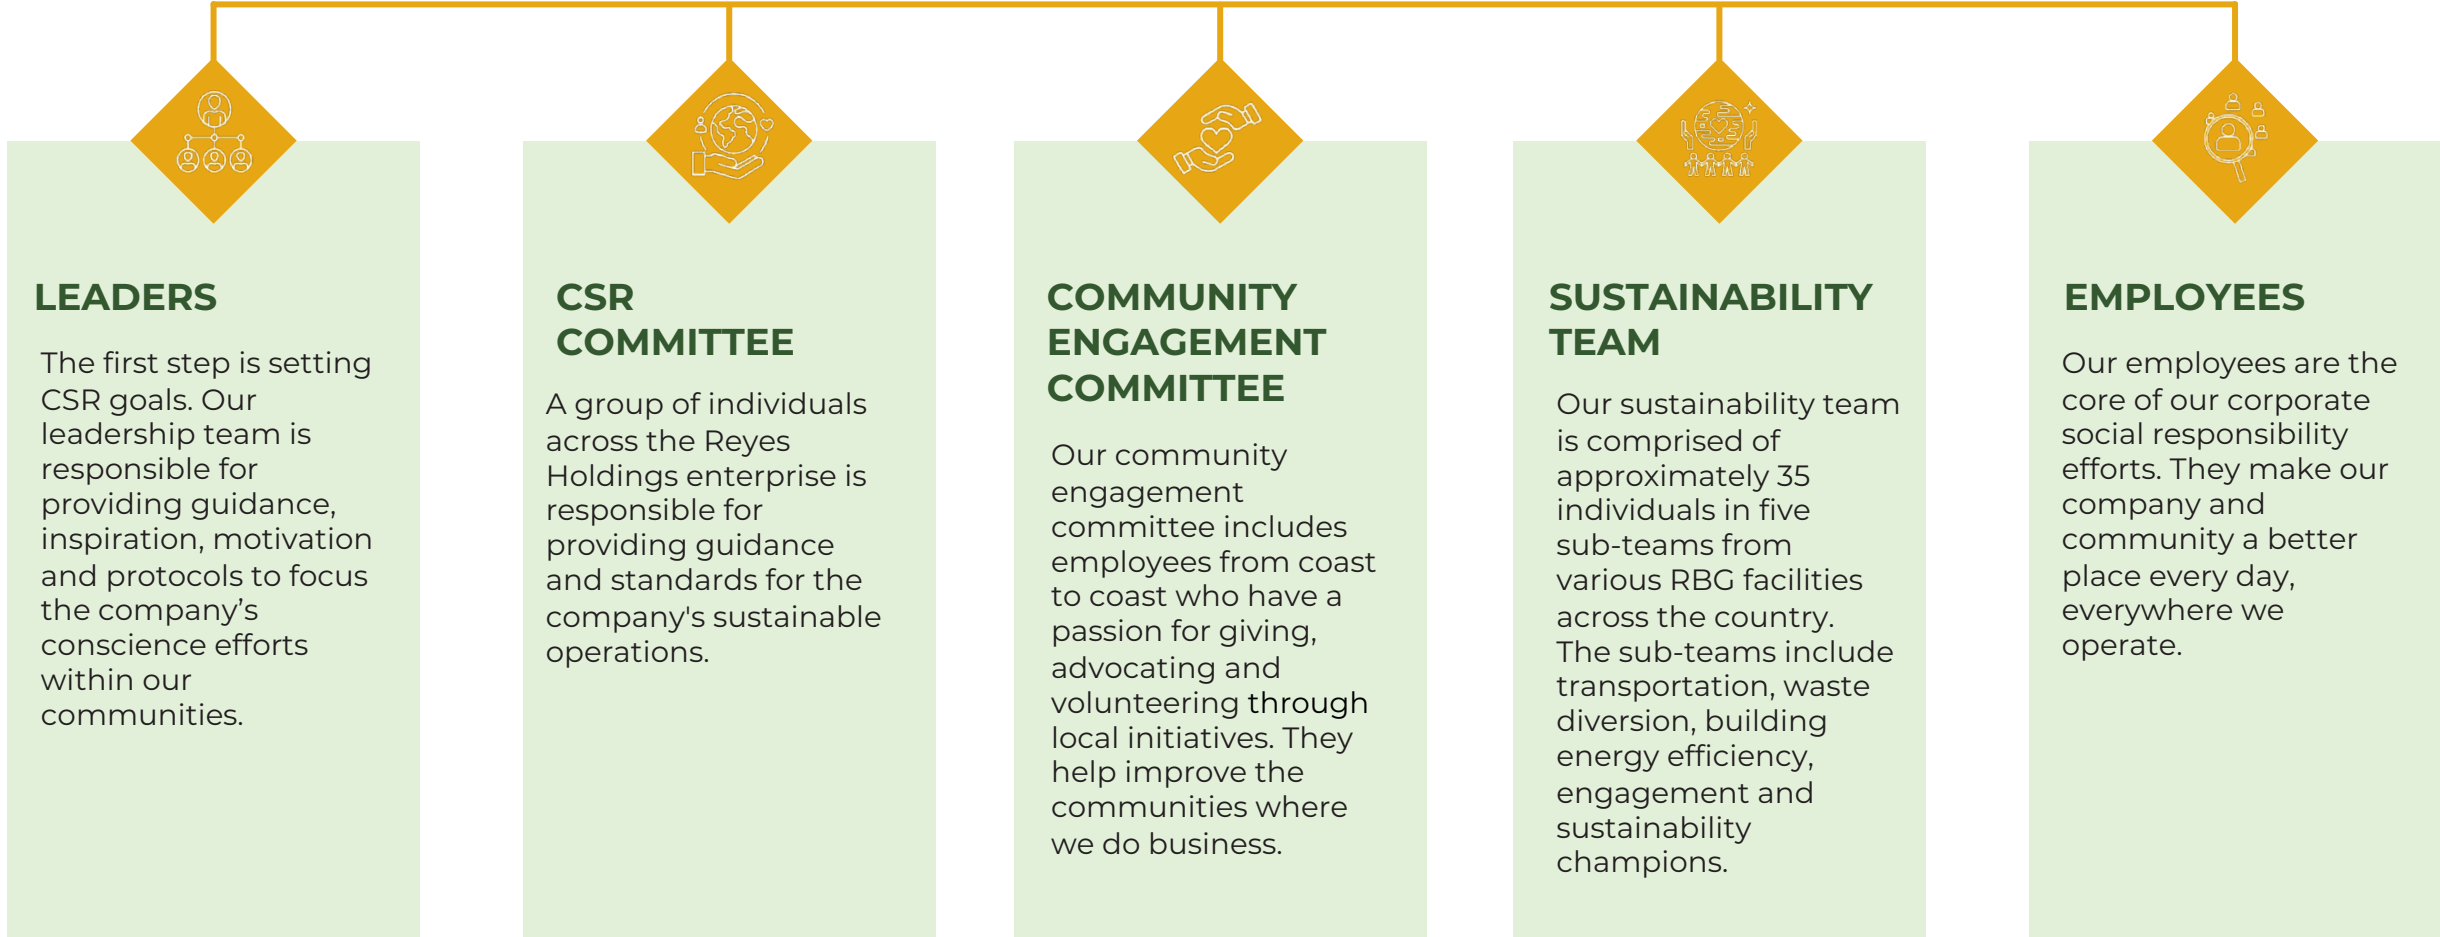 LEADERS
The first step is setting
CSR goals. Our
leadership team is
responsible for
providing guidance,
inspiration, motivation
and protocols to focus
the company’s
conscience efforts
within our
communities.
CSR
COMMITTEE
A group of individuals
across the Reyes
Holdings enterprise is
responsible for
providing guidance
and standards for the
company's sustainable
operations.
COMMUNITY
ENGAGEMENT
COMMITTEE
Our community
engagement
committee includes
employees from coast
to coast who have a
passion for giving,
advocating and
volunteering through
local initiatives. They
help improve the
communities where
we do business.
SUSTAINABILITY
TEAM
Our sustainability team
is comprised of
approximately 35
individuals in five
sub-teams from
various RBG facilities
across the country.
The sub-teams include
transportation, waste
diversion, building
energy efficiency,
engagement and
sustainability
champions.
EMPLOYEES
Our employees are the
core of our corporate
social responsibility
efforts. They make our
company and
community a better
place every day,
everywhere we
operate.